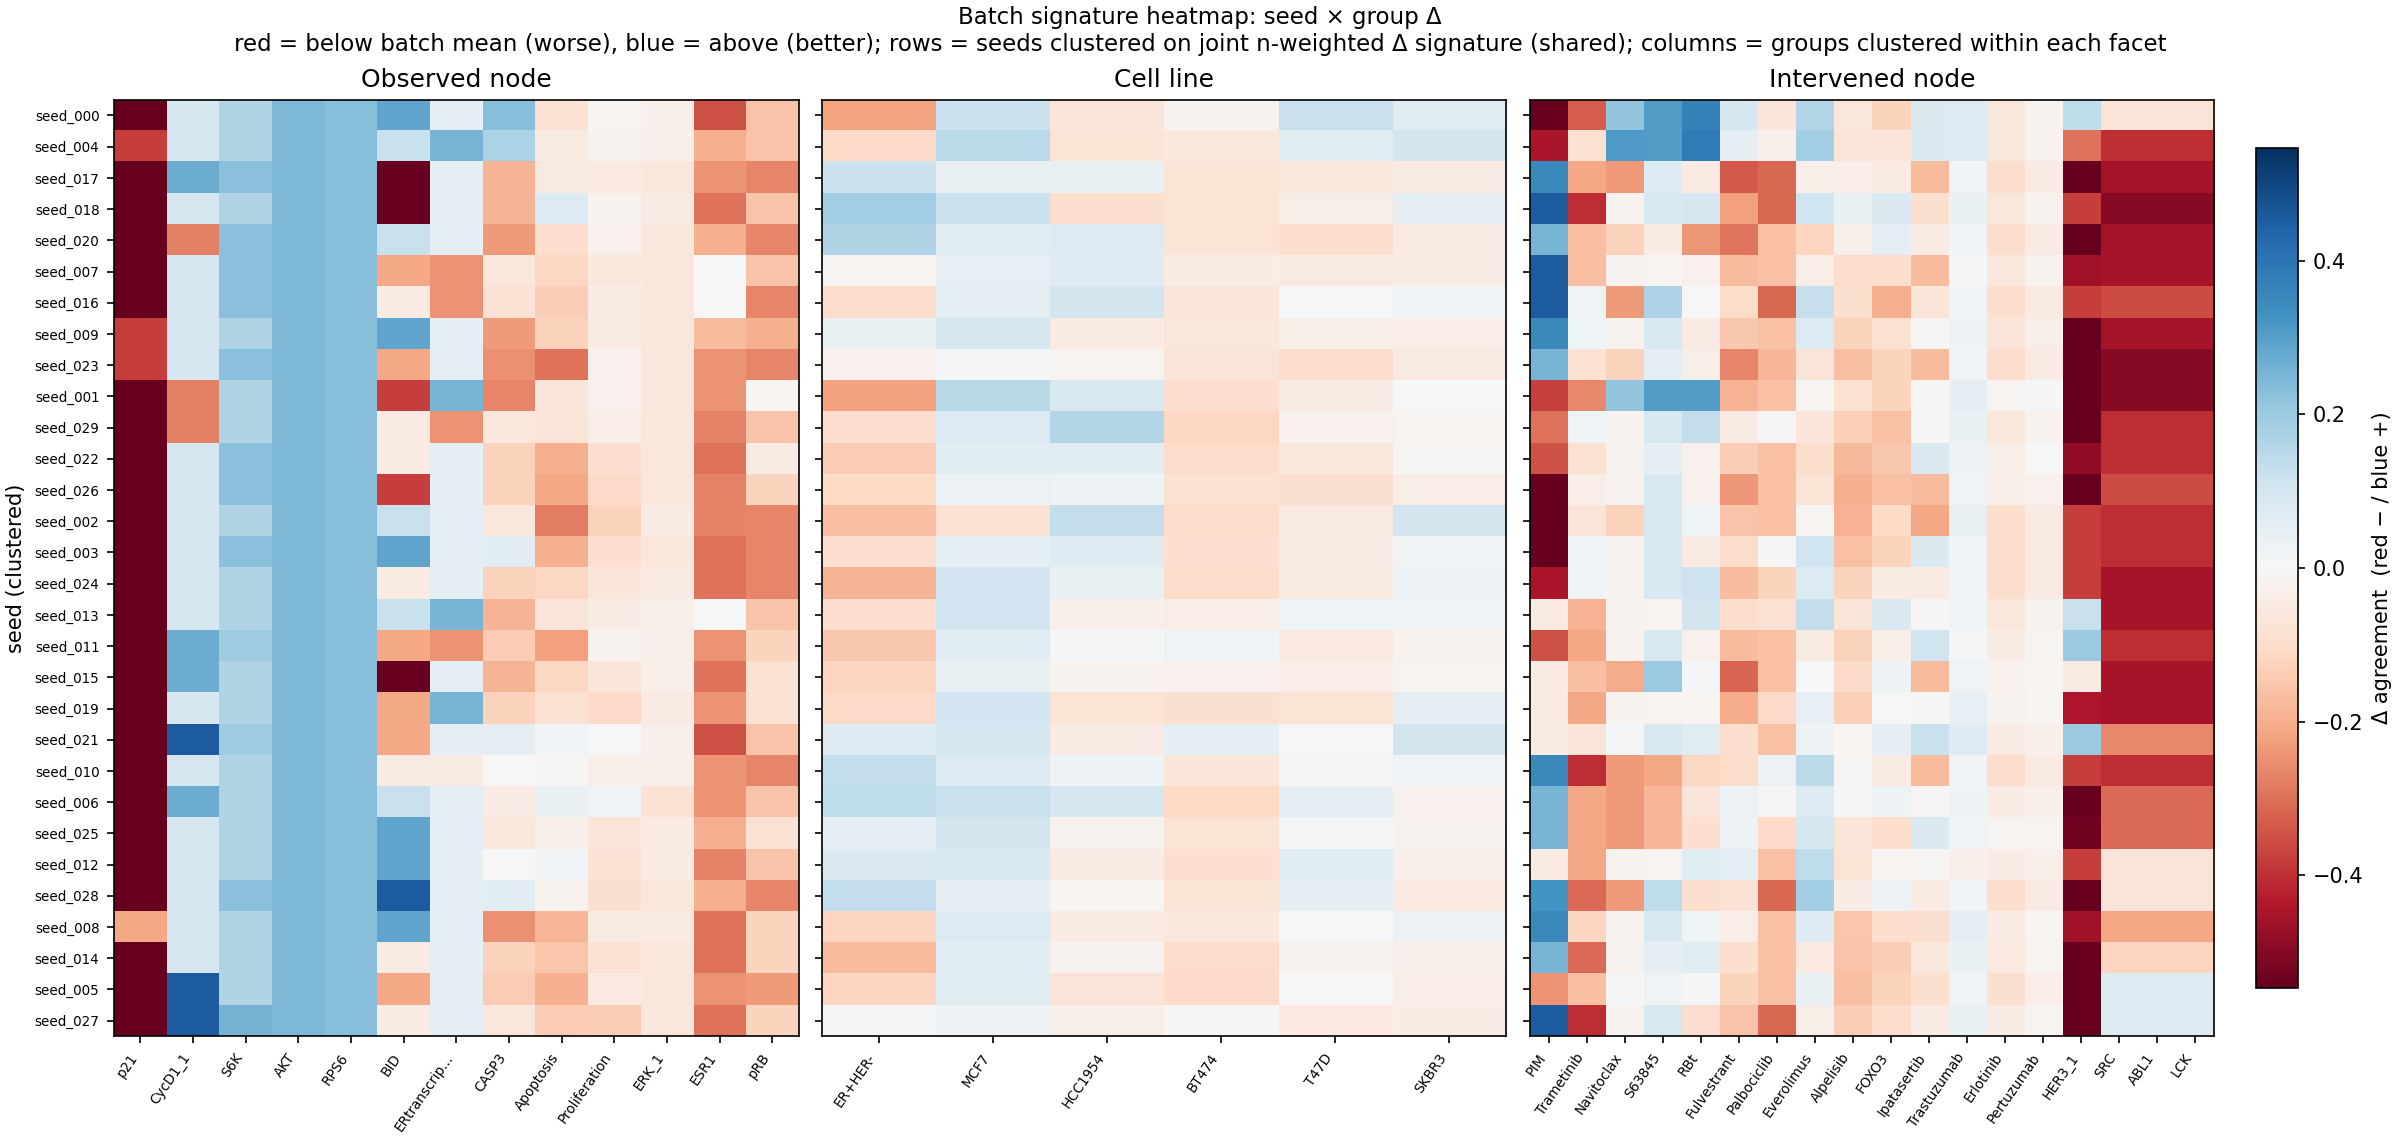 Batch signature heatmap: seed × group Δ
red = below batch mean (worse), blue = above (better); rows = seeds clustered on joint n-weighted Δ signature (shared); columns = groups clustered within each facet
Observed node
Cell line
Intervened node
seed (clustered)
seed_000
seed_004
seed_017
seed_018
seed_020
seed_007
seed_016
seed_009
seed_023
seed_001
seed_029
seed_022
seed_026
seed_002
seed_003
seed_024
seed_013
seed_011
seed_015
seed_019
seed_021
seed_010
seed_006
seed_025
seed_012
seed_028
seed_008
seed_014
seed_005
seed_027
p21
CycD1_1
S6K
AKT
RPS6
BID
ERtranscrip...
CASP3
Apoptosis
Proliferation
ERK_1
ESR1
pRB
ER+HER-
MCF7
HCC1954
BT474
T47D
SKBR3
PIM
Trametinib
Navitoclax
S63845
RBt
Fulvestrant
Palbociclib
Everolimus
Alpelisib
FOXO3
Ipatasertib
Trastuzumab
Erlotinib
Pertuzumab
HER3_1
SRC
ABL1
LCK
0.4
0.2
0.0
−0.2
−0.4
Δ agreement (red − / blue +)